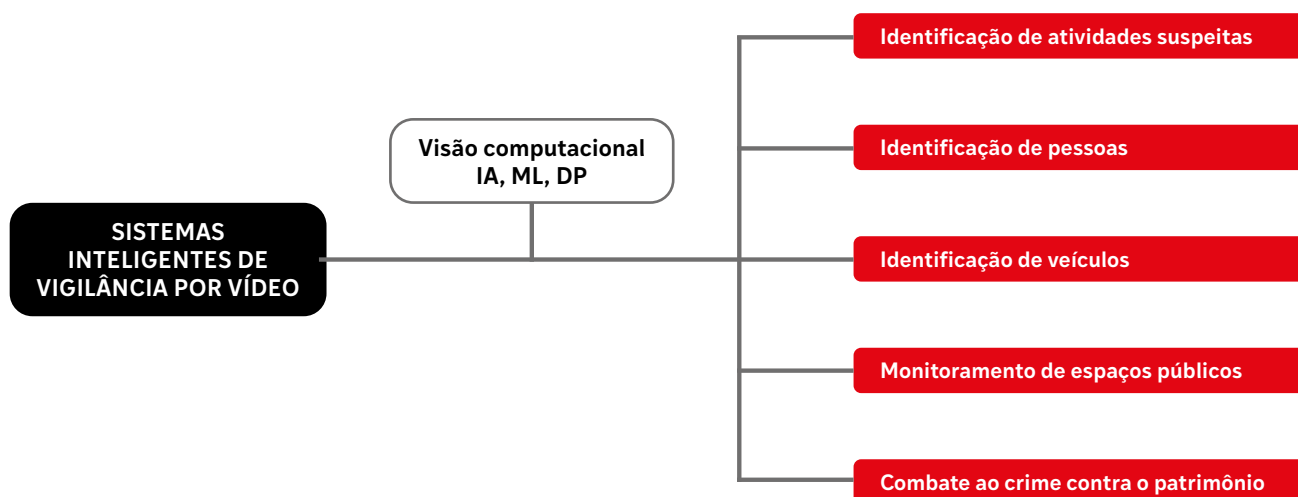 SISTEMAS
INTELIGENTES DE
VIGILÂNCIA POR VÍDEO
Visão computacional
IA, ML, DP
Identificação de atividades suspeitas
Identificação de pessoas
Identificação de veículos
Monitoramento de espaços públicos
Combate ao crime contra o patrimônio